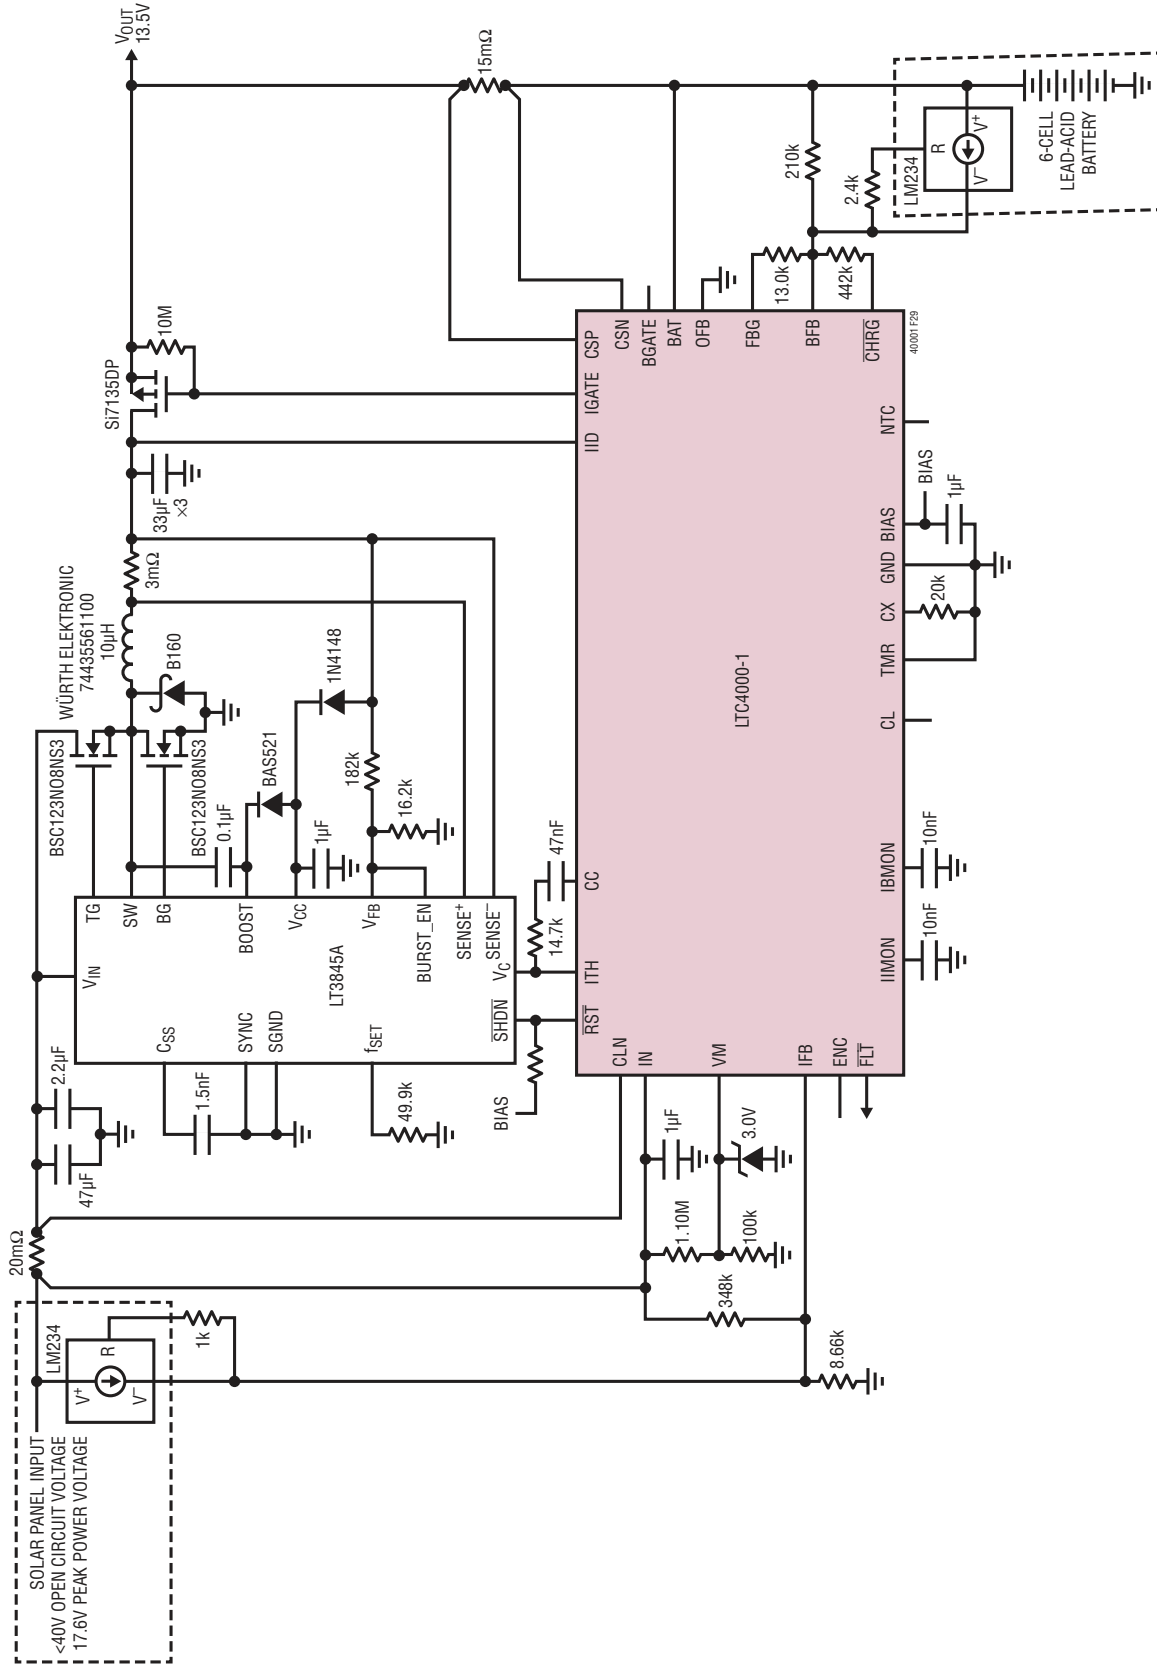 SOLAR PANEL INPUT
<40V OPEN CIRCUIT VOLTAGE
17.6V PEAK POWER VOLTAGE
LM234
V+
R
V–
1k
20mΩ
47µF
2.2µF
BSC123NO8NS3
WÜRTH ELEKTRONIC
74435561100
10µH
B160
BSC123NO8NS3
3mΩ
33µF
×3
Si7135DP
10M
VOUT
13.5V
VIN
TG
SW
BG
BOOST
VCC
VFB
BURST_EN
SENSE+
SENSE–
LT3845A
CSS
SYNC
SGND
fSET
SHDN
VC
1.5nF
49.9k
0.1µF
BAS521
1µF
1N4148
182k
16.2k
BIAS
14.7k
47nF
15mΩ
CLN
IN
VM
IFB
ENC
FLT
RST
ITH
CC
IID
IGATE
CSP
CSN
BGATE
BAT
OFB
FBG
BFB
CHRG
LTC4000-1
IIMON
IBMON
CL
TMR
CX
GND
BIAS
NTC
1µF
3.0V
1.10M
100k
348k
8.66k
10nF
10nF
20k
BIAS
1µF
13.0k
442k
210k
2.4k
LM234
R
V–
V+
6-CELL
LEAD-ACID
BATTERY
40001 F29